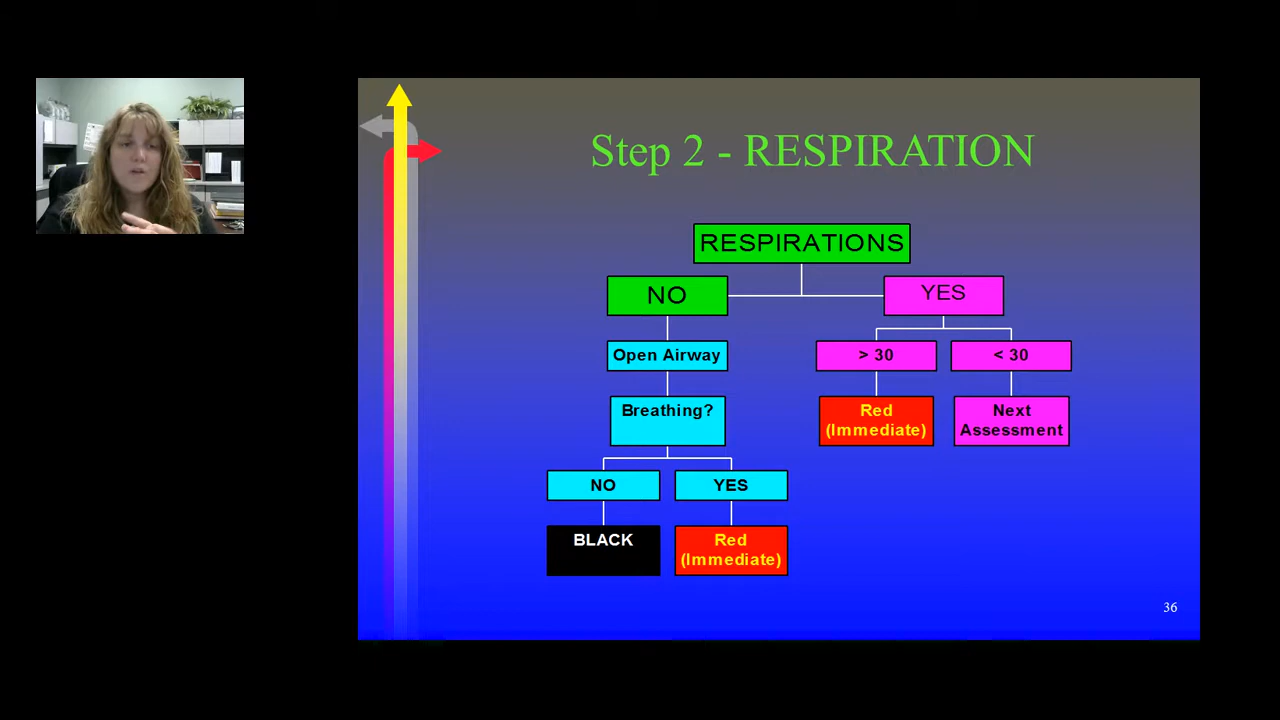 Step 2 - RESPIRATION
RESPIRATIONS
NO
YES
Open Airway
> 30
< 30
Breathing?
Red
(Immediate)
Next
Assessment
NO
YES
BLACK
Red
(Immediate)
36